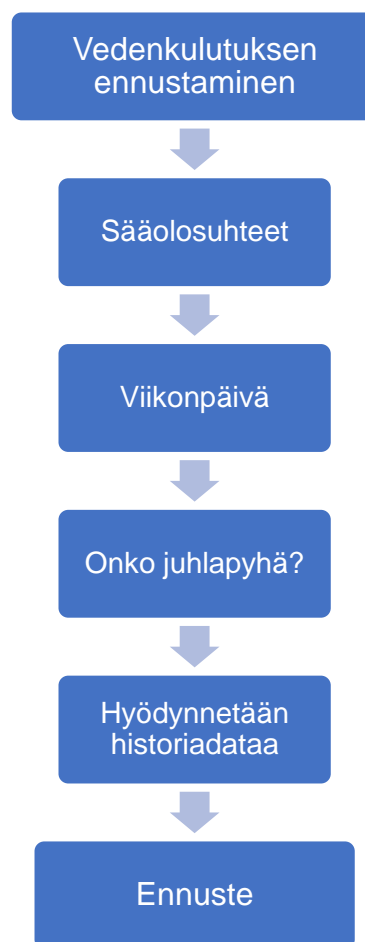 Vedenkulutuksen
ennustaminen
Sääolosuhteet
Viikonpäivä
Onko juhlapyhä?
Hyödynnetään
historiadataa
Ennuste